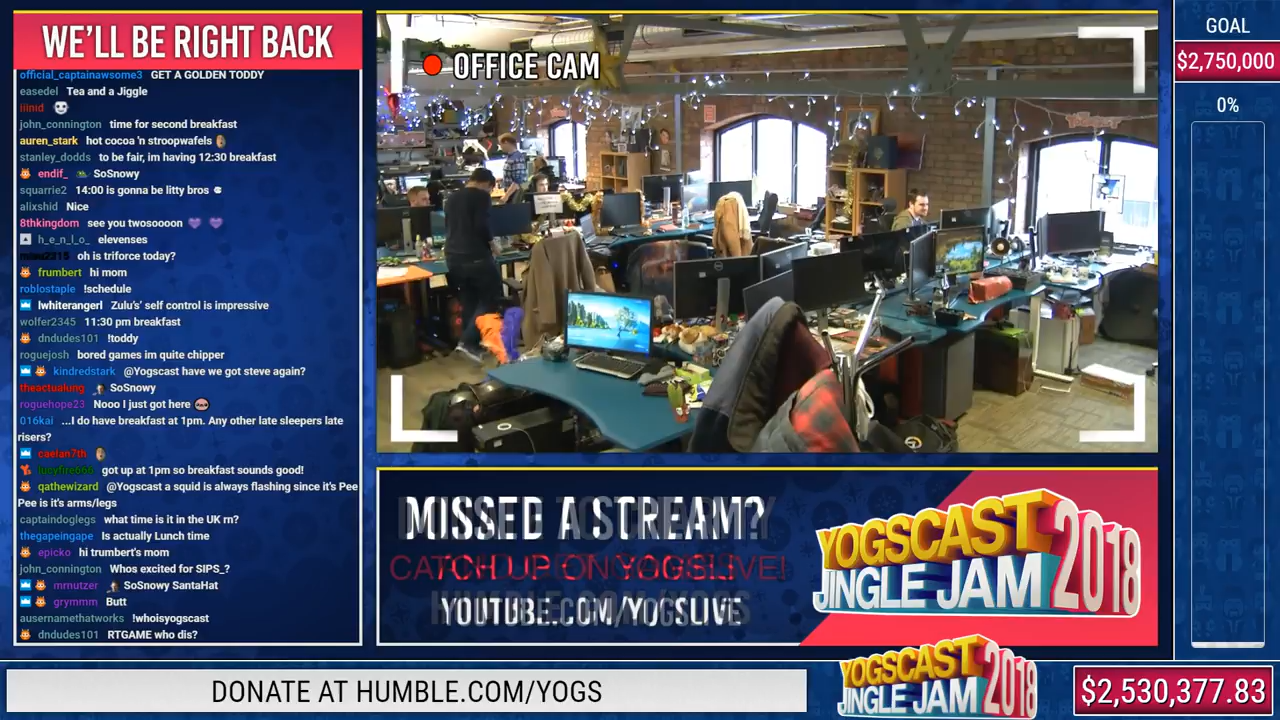 WE'LL BE RIGHT BACK
official_captainawsome3 GET A GOLDEN TODDY
easedel Tea and a Jiggle
iiinid
john_connington time for second breakfast
auren_stark hot cocoa 'n stroopwafels
stanley_dodds to be fair, im having 12:30 breakfast
endif_ SoSnowy
squarrie2 14:00 is gonna be litty bros
alixshid Nice
8thkingdom see you twosooooon
h_e_n_l_o_ elevenses
oh is triforce today?
frumbert hi mom
roblostaple !schedule
lwhiterangerl Zulu's' self control is impressive
wolfer2345 11:30 pm breakfast
dndudes101 !toddy
roguejosh bored games im quite chipper
kindredstark @Yogscast have we got steve again?
theactualung SoSnowy
roguehope23 Nooo I just got here
016kai ...I do have breakfast at 1pm. Any other late sleepers late
risers?
caelan7th
lucyfire666 got up at 1pm so breakfast sounds good!
qathewizard @Yogscast a squid is always flashing since it's Pee
Pee is it's arms/legs
captaindoglegs what time is it in the UK rn?
thegapeingape Is actually Lunch time
epicko hi trumbert's mom
john_connington Whos excited for SIPS_?
mmutzer SoSnowy SantaHat
grymmm Butt
ausernamethatworks !whoisyogscast
dndudes101 RTGAME who dis?
OFFICE CAM
MISSED A STREAM?
CATCH UP ON YOGSLIVE!
YOUTUBE.COM/YOGSLIVE
YOGSCAST
JINGLE JAM
2018
GOAL
$2,750,000
0%
DONATE AT HUMBLE.COM/YOGS
YOGSCAST
JINGLE JAM
2018
$2,530,377.83